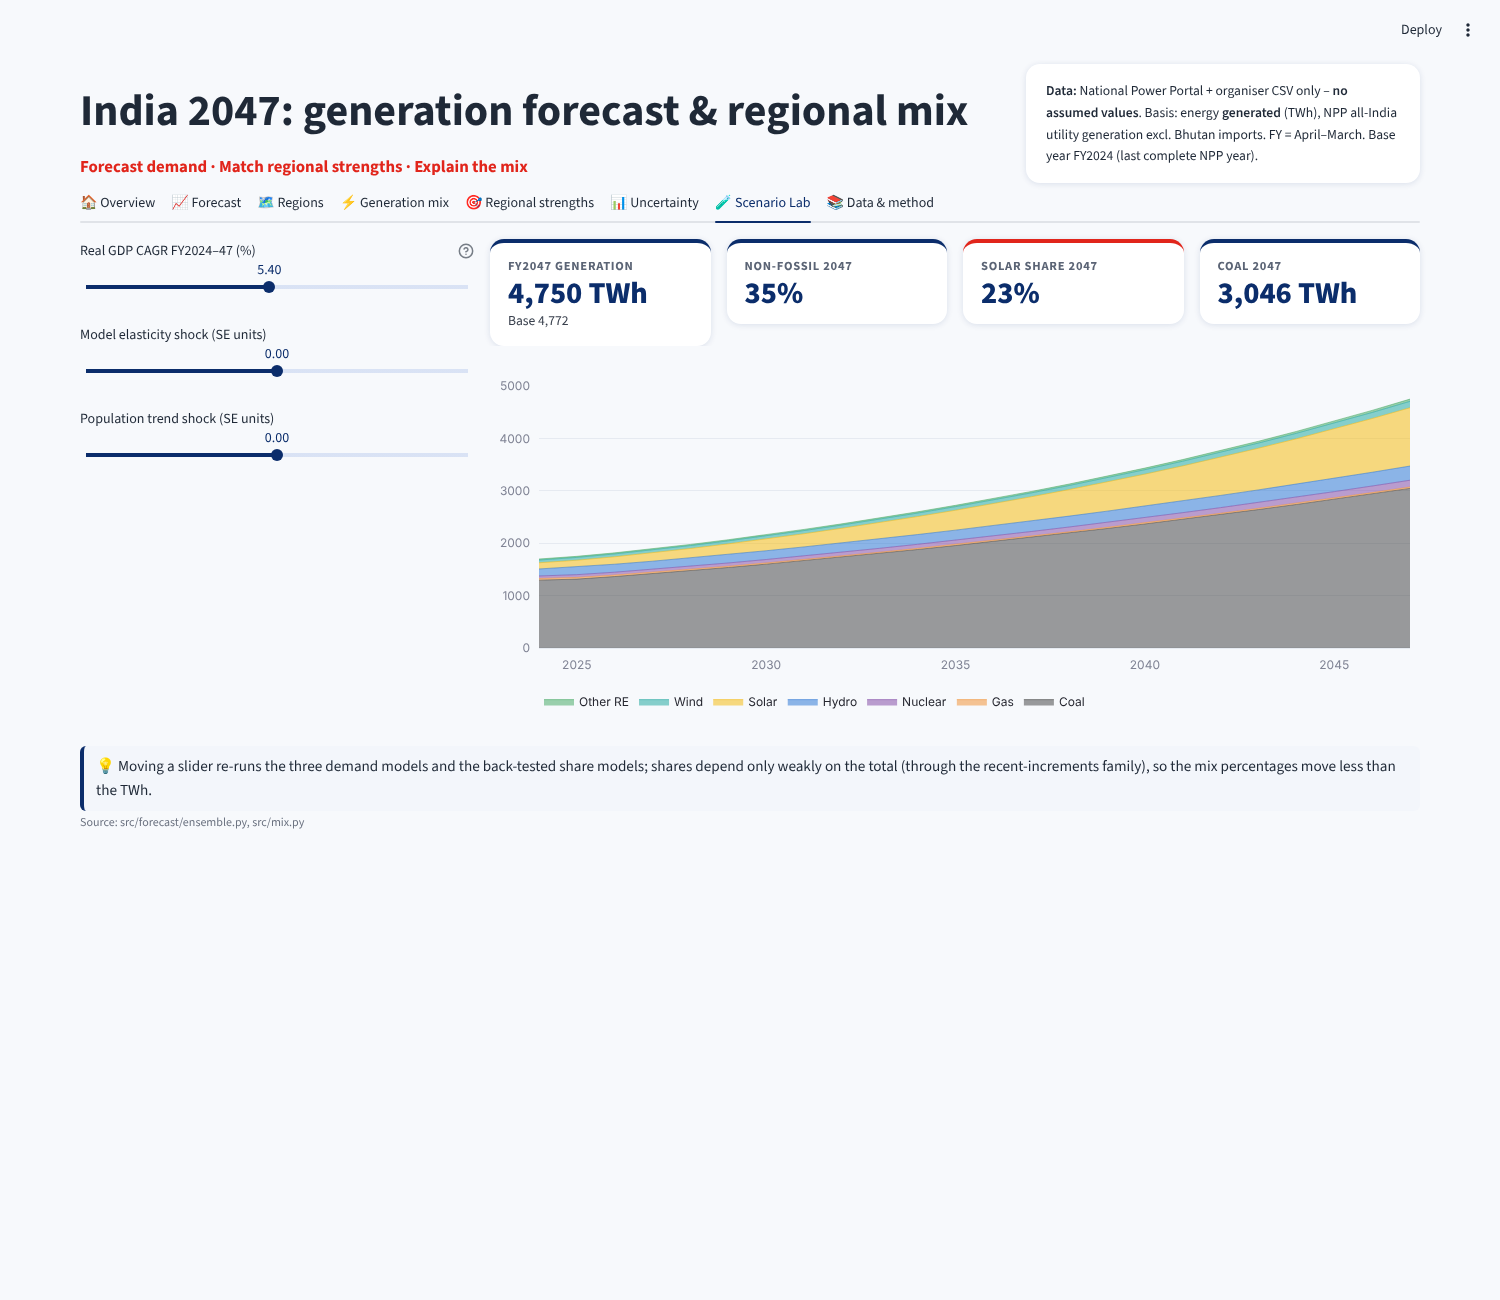 Deploy
India 2047: generation forecast & regional mix
Forecast demand · Match regional strengths · Explain the mix
Data: National Power Portal + organiser CSV only – no
assumed values. Basis: energy generated (TWh), NPP all-India
utility generation excl. Bhutan imports. FY = April–March. Base
year FY2024 (last complete NPP year).
🏠 Overview 📈 Forecast 🗺️ Regions ⚡ Generation mix 🎯 Regional strengths 📊 Uncertainty 🧪 Scenario Lab 📚 Data & method
Real GDP CAGR FY2024–47 (%)
5.40
Model elasticity shock (SE units)
0.00
Population trend shock (SE units)
0.00
FY2047 GENERATION
4,750 TWh
Base 4,772
NON-FOSSIL 2047
35%
SOLAR SHARE 2047
23%
COAL 2047
3,046 TWh
5000
4000
3000
2000
1000
0
2025 2030 2035 2040 2045
Other RE Wind Solar Hydro Nuclear Gas Coal
💡 Moving a slider re-runs the three demand models and the back-tested share models; shares depend only weakly on the total (through the recent-increments family), so the mix percentages move less than
the TWh.
Source: src/forecast/ensemble.py, src/mix.py